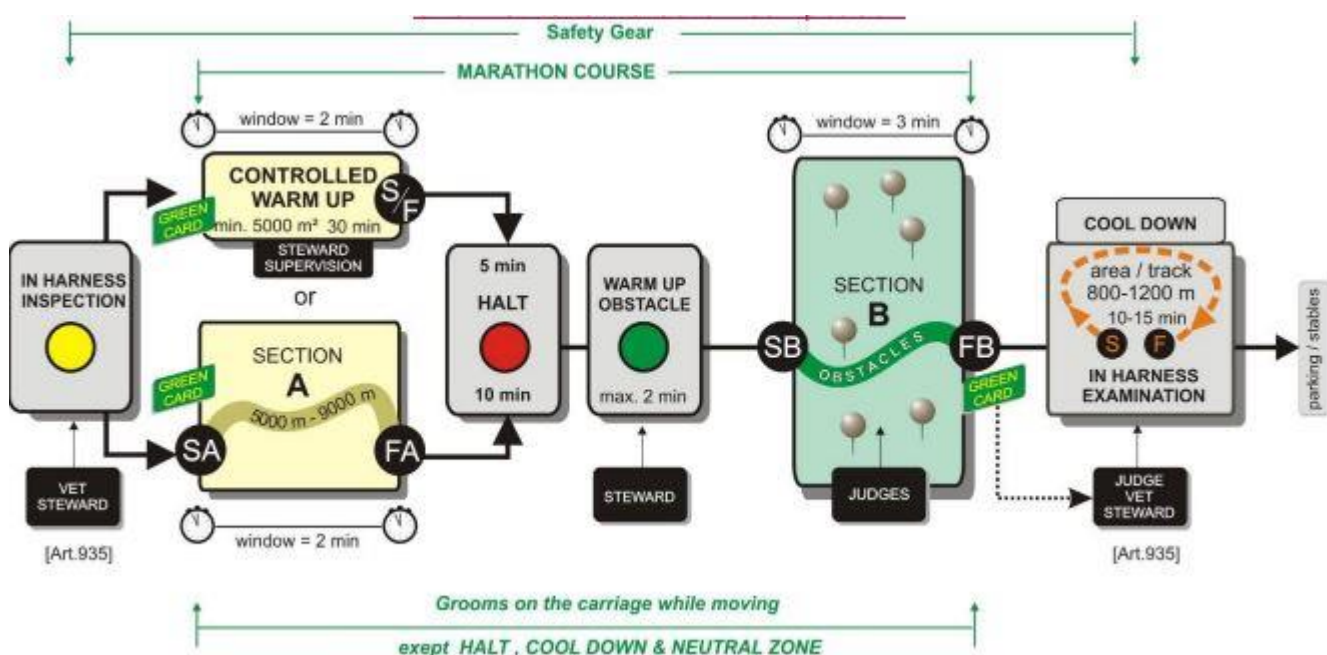 Safety Gear
MARATHON COURSE
window = 2 min
window = 3 min
CONTROLLED
WARM UP
S/F
GREEN
CARD
min. 5000 m² 30 min
STEWARD
SUPERVISION
or
IN HARNESS
INSPECTION
SECTION
A
GREEN
CARD
5000 m - 9000 m
SA
FA
window = 2 min
VET
STEWARD
[Art.935]
5 min
HALT
10 min
WARM UP
OBSTACLE
max. 2 min
STEWARD
SECTION
B
SB
OBSTACLES
FB
GREEN
CARD
JUDGES
COOL DOWN
area / track
800-1200 m
10-15 min
S
F
IN HARNESS
EXAMINATION
JUDGE
VET
STEWARD
[Art.935]
parking / stables
Grooms on the carriage while moving
exept HALT , COOL DOWN & NEUTRAL ZONE